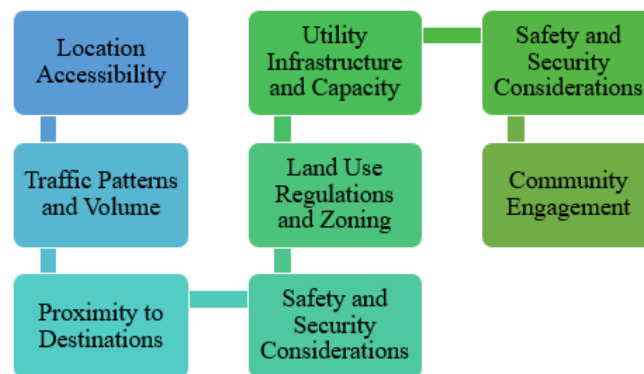 Location
Accessibility
Traffic Patterns
and Volume
Proximity to
Destinations
Safety and
Security
Considerations
Land Use
Regulations
and Zoning
Utility
Infrastructure
and Capacity
Safety and
Security
Considerations
Community
Engagement